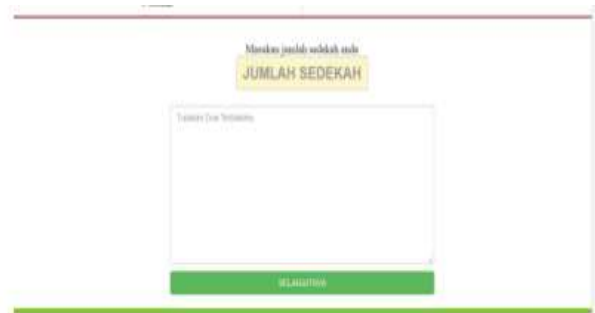 Masukan jumlah sedekah anda
JUMLAH SEDEKAH
Tuliskan Doa Terbaikmu
SELANJUTNYA